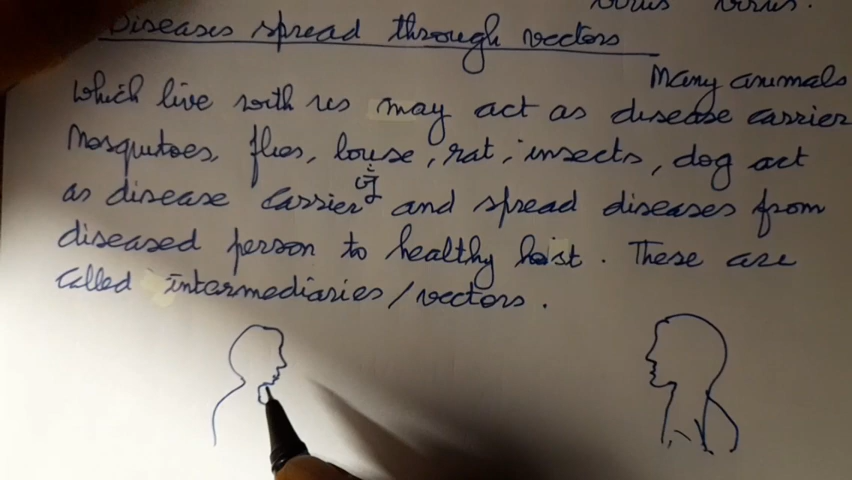 virus virus.
Diseases spread through vectors
Many animals
which live with us may act as disease carrier
Mosquitoes, flies, louse, rat, insects, dog act
as disease carrier and spread diseases from
diseased person to healthy host. These are
called intermediaries/vectors.